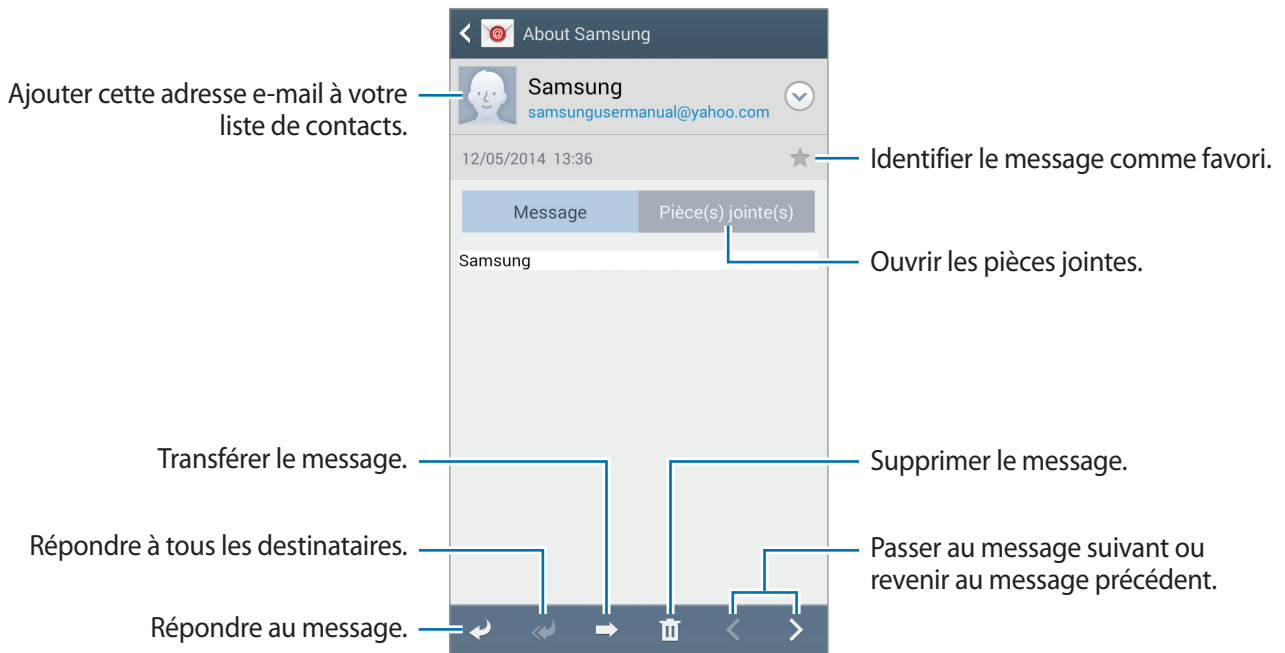 About Samsung
Samsung
samsungusermanual@yahoo.com
Ajouter cette adresse e-mail à votre
liste de contacts.
12/05/2014 13:36
Identifier le message comme favori.
Message
Pièce(s) jointe(s)
Samsung
Ouvrir les pièces jointes.
Transférer le message.
Supprimer le message.
Répondre à tous les destinataires.
Passer au message suivant ou
revenir au message précédent.
Répondre au message.